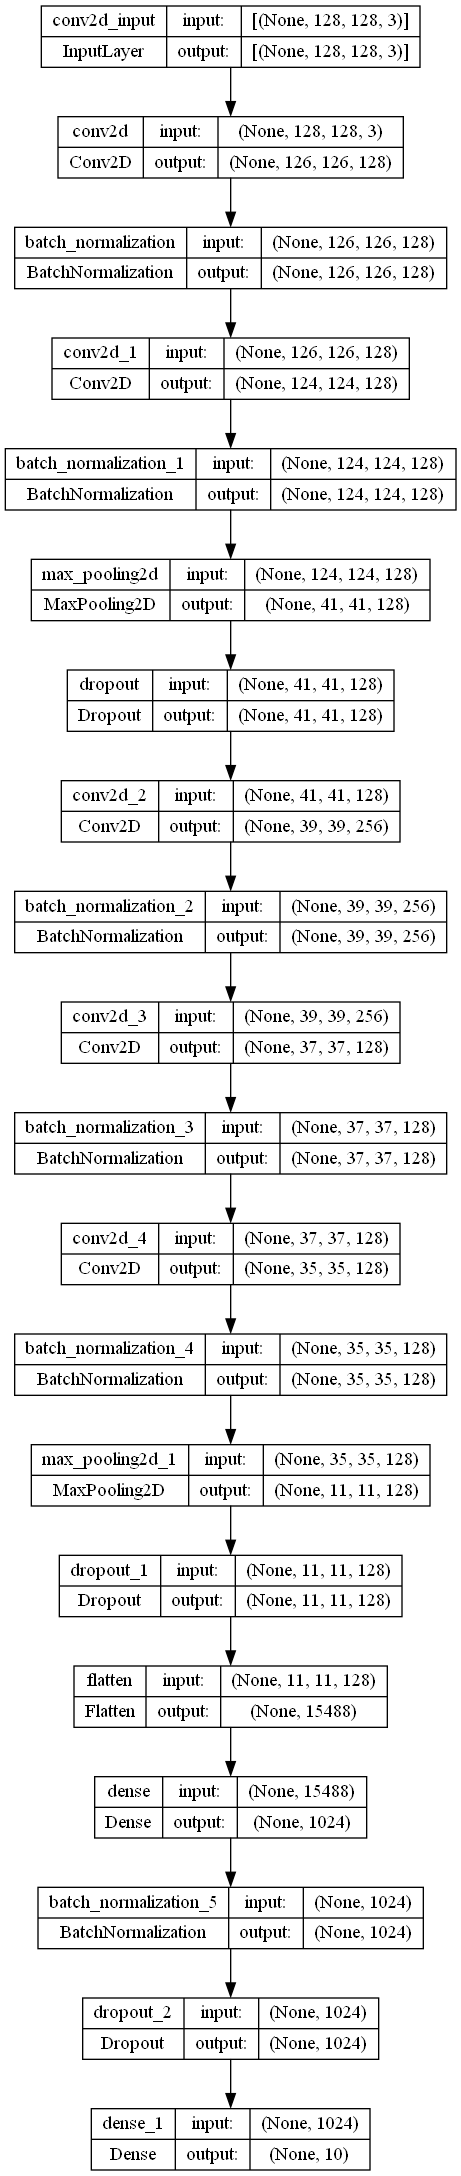 conv2d_input input: [(None, 128, 128, 3)]
InputLayer output: [(None, 128, 128, 3)]
conv2d input: (None, 128, 128, 3)
Conv2D output: (None, 126, 126, 128)
batch_normalization input: (None, 126, 126, 128)
BatchNormalization output: (None, 126, 126, 128)
conv2d_1 input: (None, 126, 126, 128)
Conv2D output: (None, 124, 124, 128)
batch_normalization_1 input: (None, 124, 124, 128)
BatchNormalization output: (None, 124, 124, 128)
max_pooling2d input: (None, 124, 124, 128)
MaxPooling2D output: (None, 41, 41, 128)
dropout input: (None, 41, 41, 128)
Dropout output: (None, 41, 41, 128)
conv2d_2 input: (None, 41, 41, 128)
Conv2D output: (None, 39, 39, 256)
batch_normalization_2 input: (None, 39, 39, 256)
BatchNormalization output: (None, 39, 39, 256)
conv2d_3 input: (None, 39, 39, 256)
Conv2D output: (None, 37, 37, 128)
batch_normalization_3 input: (None, 37, 37, 128)
BatchNormalization output: (None, 37, 37, 128)
conv2d_4 input: (None, 37, 37, 128)
Conv2D output: (None, 35, 35, 128)
batch_normalization_4 input: (None, 35, 35, 128)
BatchNormalization output: (None, 35, 35, 128)
max_pooling2d_1 input: (None, 35, 35, 128)
MaxPooling2D output: (None, 11, 11, 128)
dropout_1 input: (None, 11, 11, 128)
Dropout output: (None, 11, 11, 128)
flatten input: (None, 11, 11, 128)
Flatten output: (None, 15488)
dense input: (None, 15488)
Dense output: (None, 1024)
batch_normalization_5 input: (None, 1024)
BatchNormalization output: (None, 1024)
dropout_2 input: (None, 1024)
Dropout output: (None, 1024)
dense_1 input: (None, 1024)
Dense output: (None, 10)